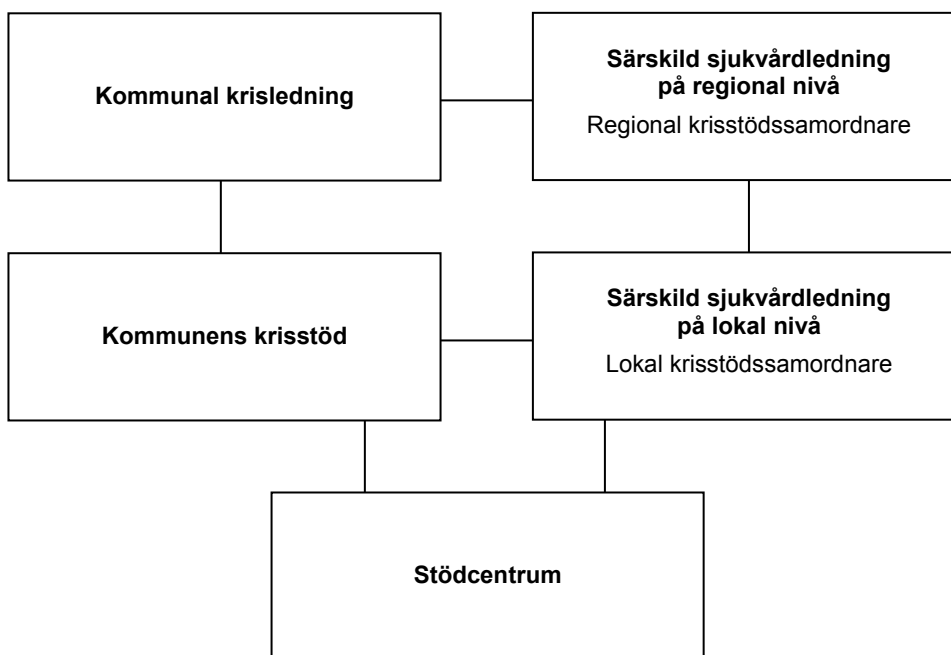 Kommunal krisledning
Särskild sjukvårdledning
på regional nivå
Regional krisstödssamordnare
Kommunens krisstöd
Särskild sjukvårdledning
på lokal nivå
Lokal krisstödssamordnare
Stödcentrum